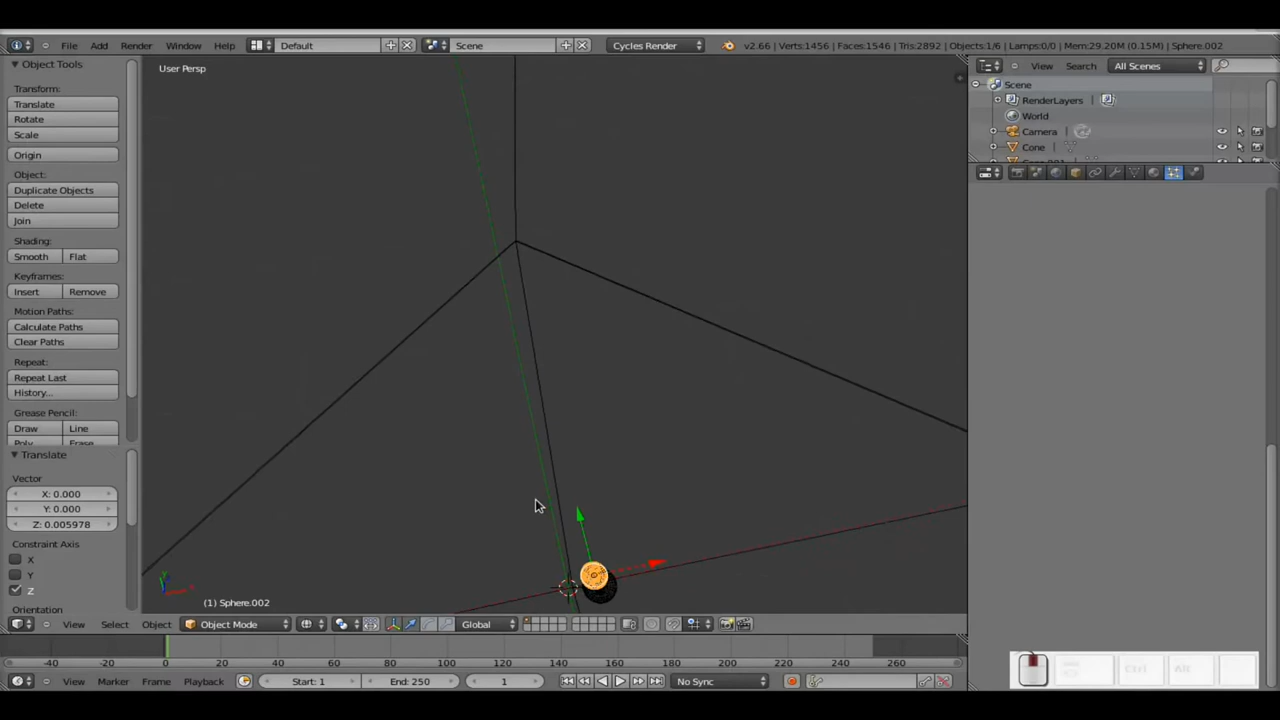 File Add Render Window Help Default Scene Cycles Render v2.66 | Verts:1456 | Faces:1546 | Tris:2892 | Objects:1/6 | Lamps:0/0 | Mem:29.20M (0.15M) | Sphere.002
Object Tools
User Persp
View Search All Scenes
Scene
Transform:
Translate
RenderLayers |
Rotate
World
Scale
Camera
Cone
Origin
Object:
Duplicate Objects
Delete
Join
Shading:
Smooth Flat
Keyframes:
Insert Remove
Motion Paths:
Calculate Paths
Clear Paths
Repeat:
Repeat Last
History...
Grease Pencil:
Draw Line
Poly Erase
Translate
Vector
X: 0.000
Y: 0.000
Z: 0.005978
Constraint Axis
X
Y
Z
Orientation
(1) Sphere.002
View Select Object Object Mode Global
-40 -20 0 20 40 60 80 100 120 140 160 180 200 220 240 260
View Marker Frame Playback Start: 1 End: 250 1 No Sync
Ctrl Alt